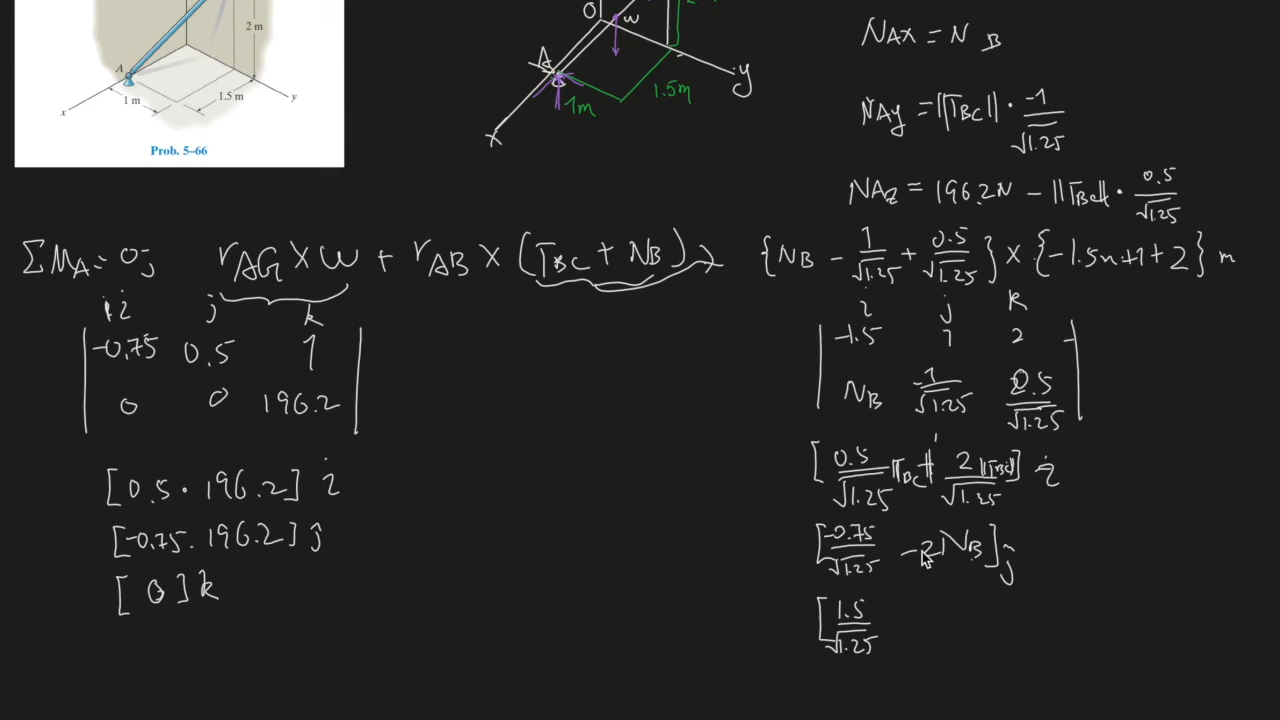 2 m
A
1 m
1.5 m
x
y
Prob. 5-66
O
W
A
1m
1.5m
x
y
NAX = NB
NAy = ||TBC|| · -1/√1.25
NAz = 196.2N - ||TBC|| · 0.5/√1.25
ΣMA = 0; rAG × W + rAB × (TBC + NB)
{NB - 1/√1.25 + 0.5/√1.25} × {-1.5 + 1 + 2} m
i j k
-0.75 0.5 1
0 0 196.2
[0.5 · 196.2] i
[-0.75 · 196.2] j
[0] k
i j k
-1.5 1 2
NB -1/√1.25 0.5/√1.25
[0.5/√1.25 ||TBC|| 2||TBC||/√1.25] i
[-0.75/√1.25 -2NB] j
[1.5/√1.25